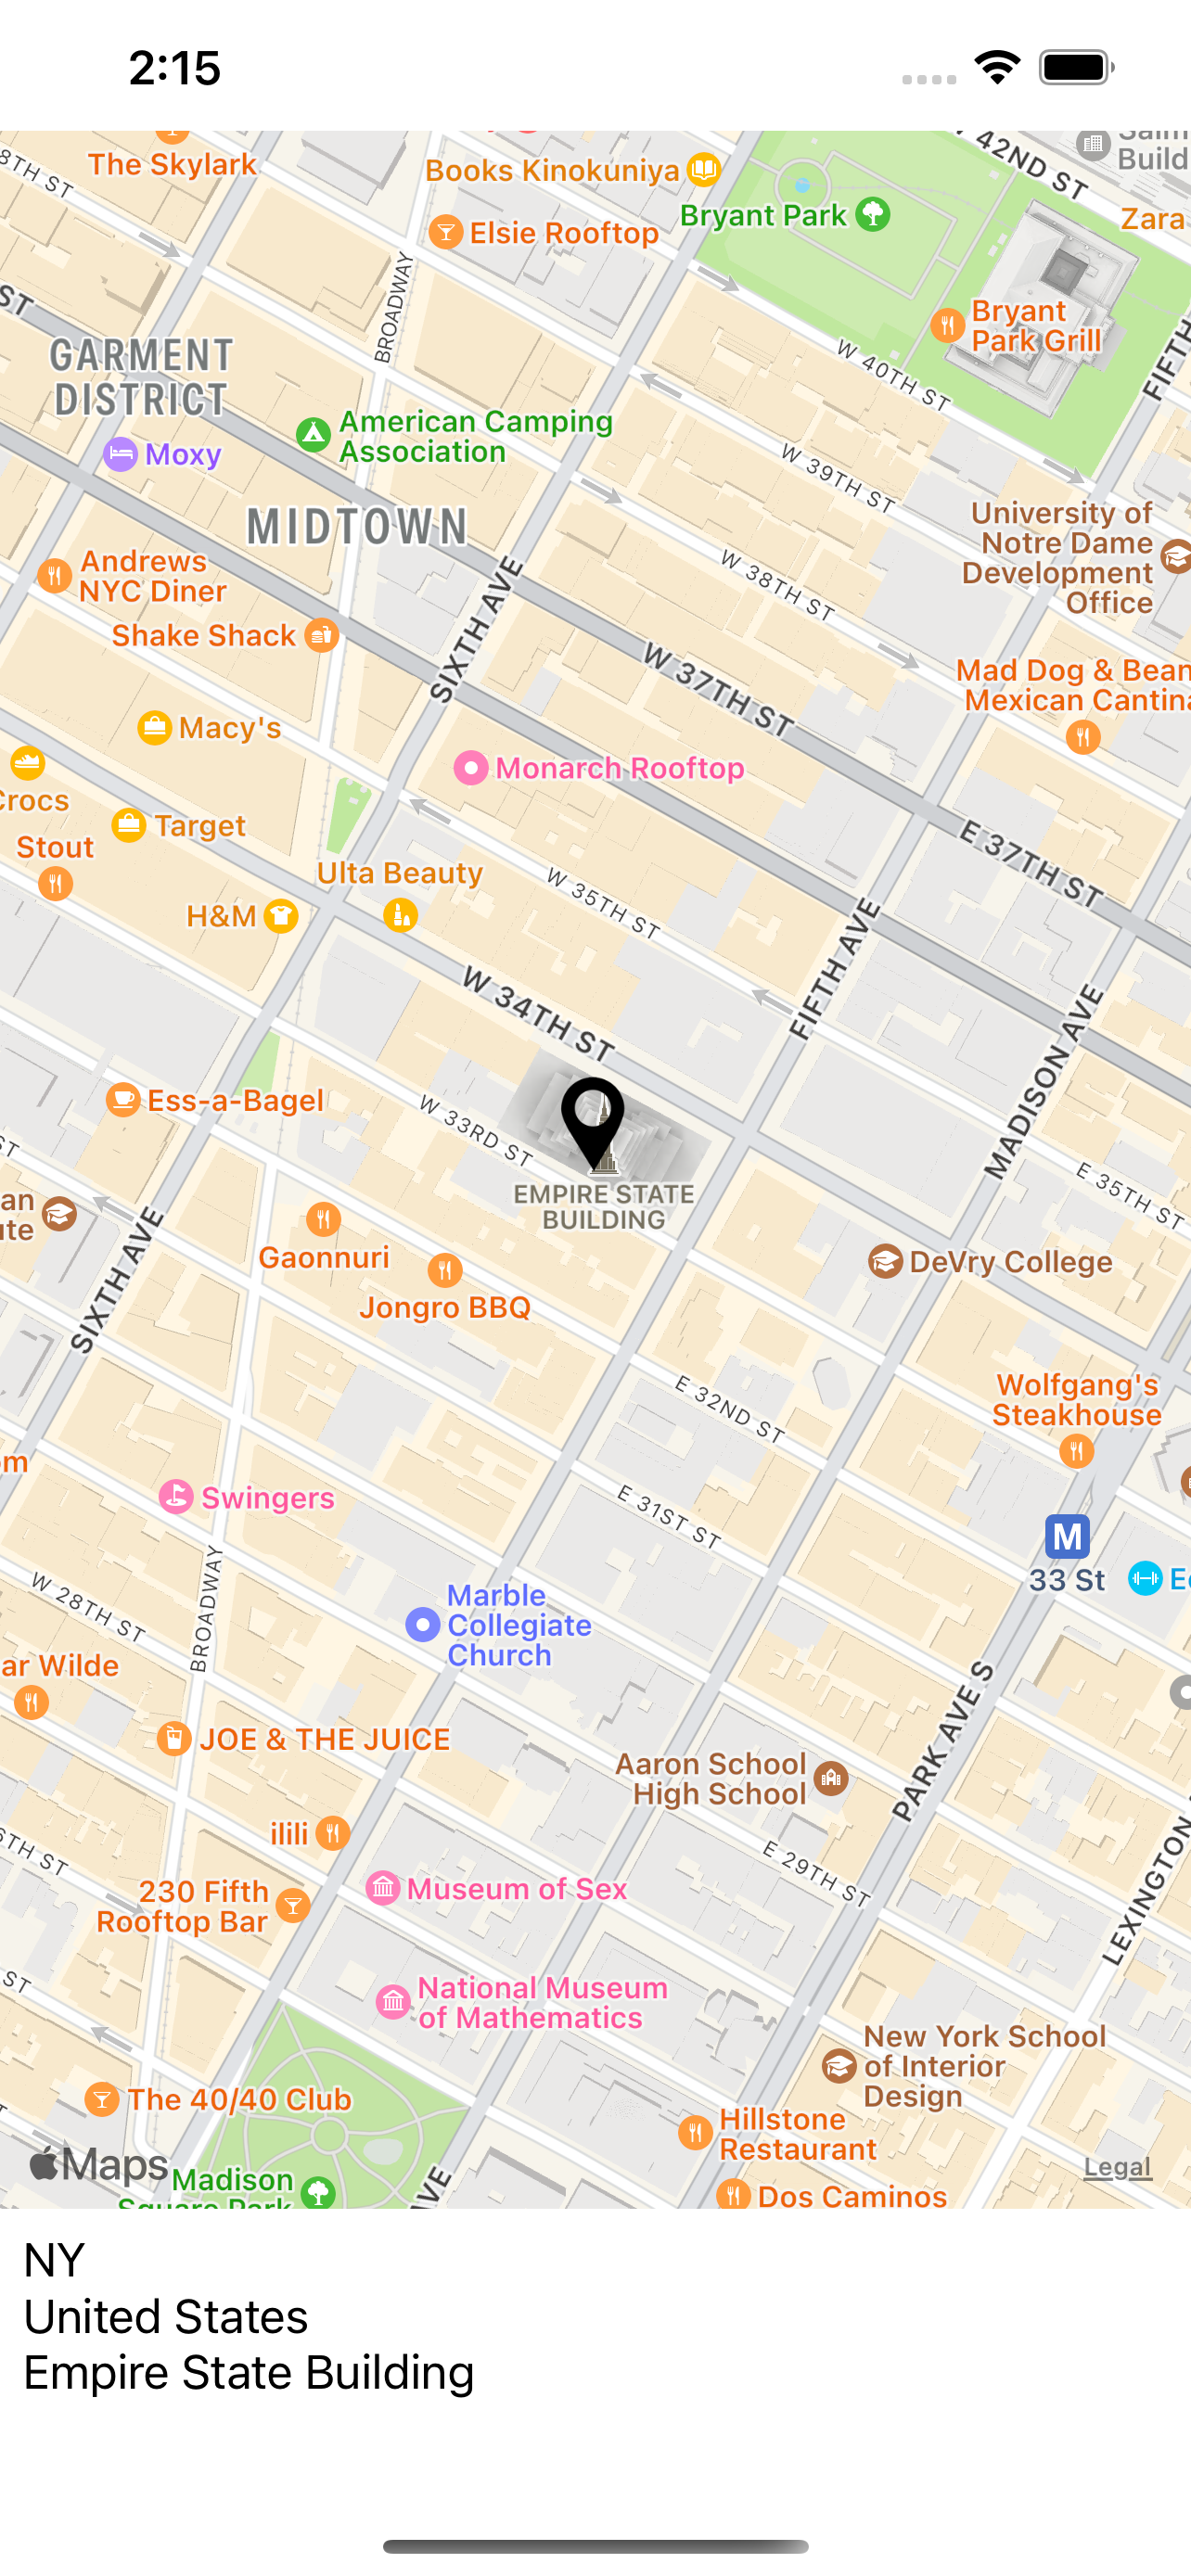 2:15
The Skylark
8TH ST
Books Kinokuniya
42ND ST
Build
Bryant Park
Zara
Elsie Rooftop
BROADWAY
Bryant
Park Grill
ST
GARMENT
DISTRICT
W 40TH ST
FIFTH
American Camping
Association
Moxy
W 39TH ST
MIDTOWN
University of
Notre Dame
Development
Office
Andrews
NYC Diner
W 38TH ST
SIXTH AVE
Shake Shack
W 37TH ST
Mad Dog & Bean
Mexican Cantina
Macy's
Monarch Rooftop
Crocs
Target
Stout
E 37TH ST
Ulta Beauty
W 35TH ST
H&M
FIFTH AVE
W 34TH ST
MADISON AVE
Ess-a-Bagel
W 33RD ST
ST
EMPIRE STATE
BUILDING
E 35TH ST
an
ute
SIXTH AVE
Gaonnuri
DeVry College
Jongro BBQ
Wolfgang's
Steakhouse
E 32ND ST
om
Swingers
E 31ST ST
M
33 St
W 28TH ST
BROADWAY
Marble
Collegiate
Church
ar Wilde
PARK AVE S
JOE & THE JUICE
Aaron School
High School
ilili
6TH ST
E 29TH ST
LEXINGTON
230 Fifth
Rooftop Bar
Museum of Sex
ST
National Museum
of Mathematics
New York School
of Interior
Design
The 40/40 Club
Hillstone
Restaurant
Maps
Legal
Madison
Square Park
AVE
Dos Caminos
NY
United States
Empire State Building